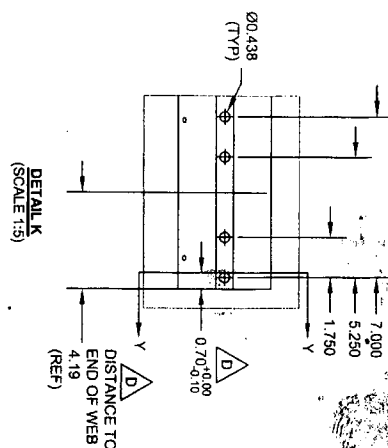 Ø0.438
(TYP)
7.000
5.250
1.750
Y
Y
0.70 +0.00
-0.10
D
D
DISTANCE TO
END OF WEB
4.19
(REF)
DETAIL K
(SCALE 1:5)